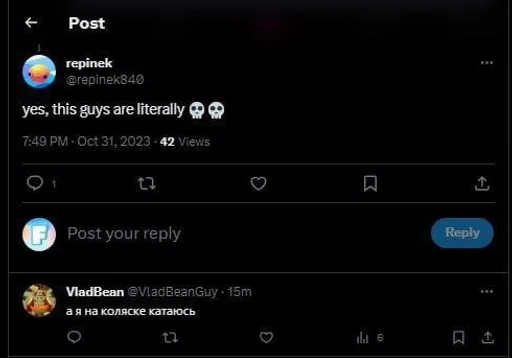 Post
repinek
@repinek840
yes, this guys are literally 💀💀
7:49 PM · Oct 31, 2023 · 42 Views
1
F
Post your reply
Reply
VladBean @VladBeanGuy · 15m
а я на коляске катаюсь
6